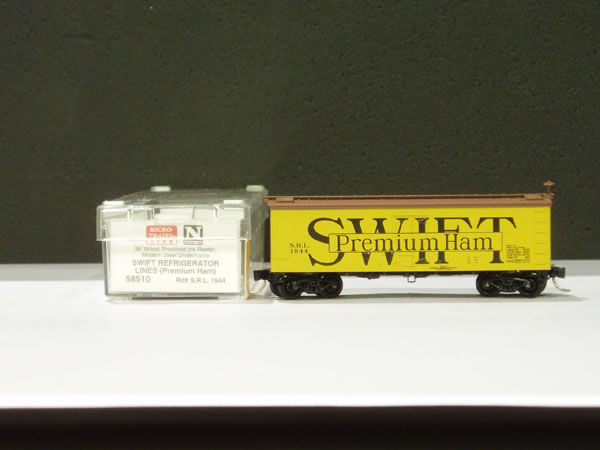 MICRO-
TRAINS
LINE
N
36' Wood Sheathed Ice Reefer,
Modern Steel Underframe
SWIFT REFRIGERATOR
LINES (Premium Ham)
58510 Rd# S.R.L. 1944
SWIFT
Premium Ham
S.R.L.
1944